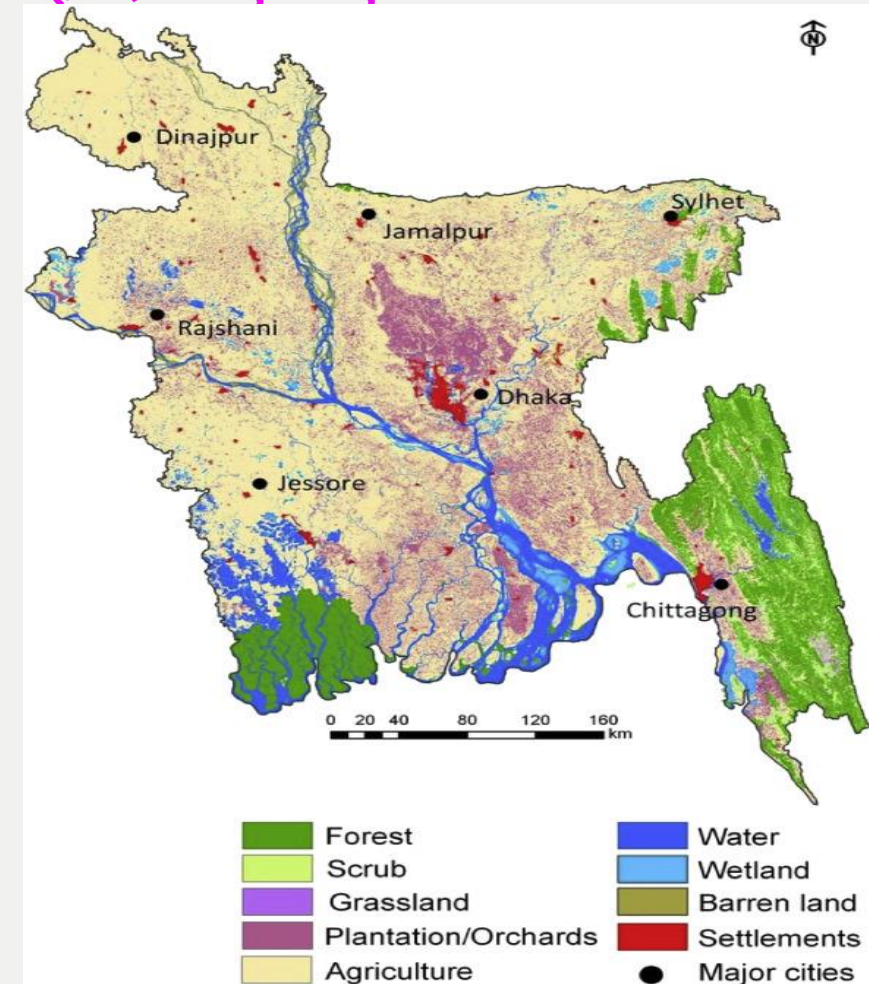 N
Dinajpur
Sylhet
Jamalpur
Rajshani
Dhaka
Jessore
Chittagong
0 20 40 80 120 160
km
Forest
Scrub
Grassland
Plantation/Orchards
Agriculture
Water
Wetland
Barren land
Settlements
Major cities